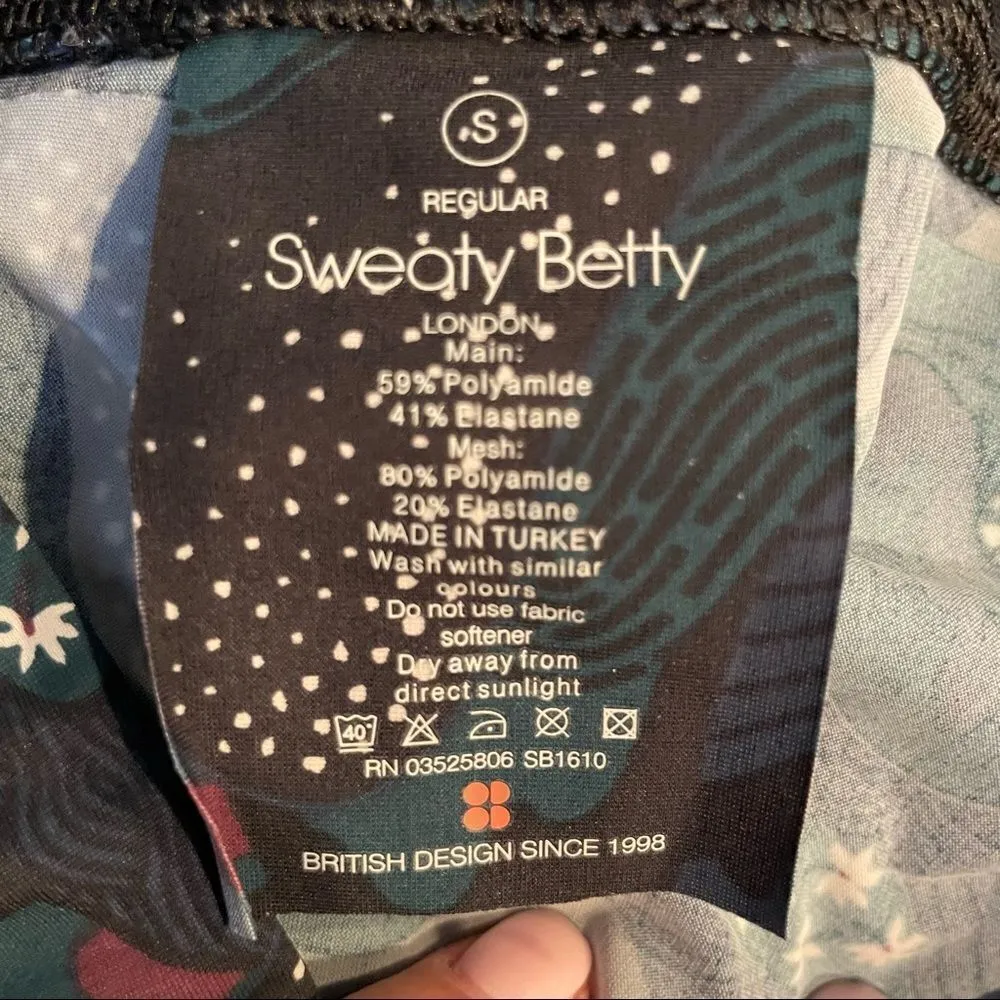 S
REGULAR
Sweaty Betty
LONDON
Main:
59% Polyamide
41% Elastane
Mesh:
80% Polyamide
20% Elastane
MADE IN TURKEY
Wash with similar
colours
Do not use fabric
softener
Dry away from
direct sunlight
40°
RN 03525806 SB1610
BRITISH DESIGN SINCE 1998